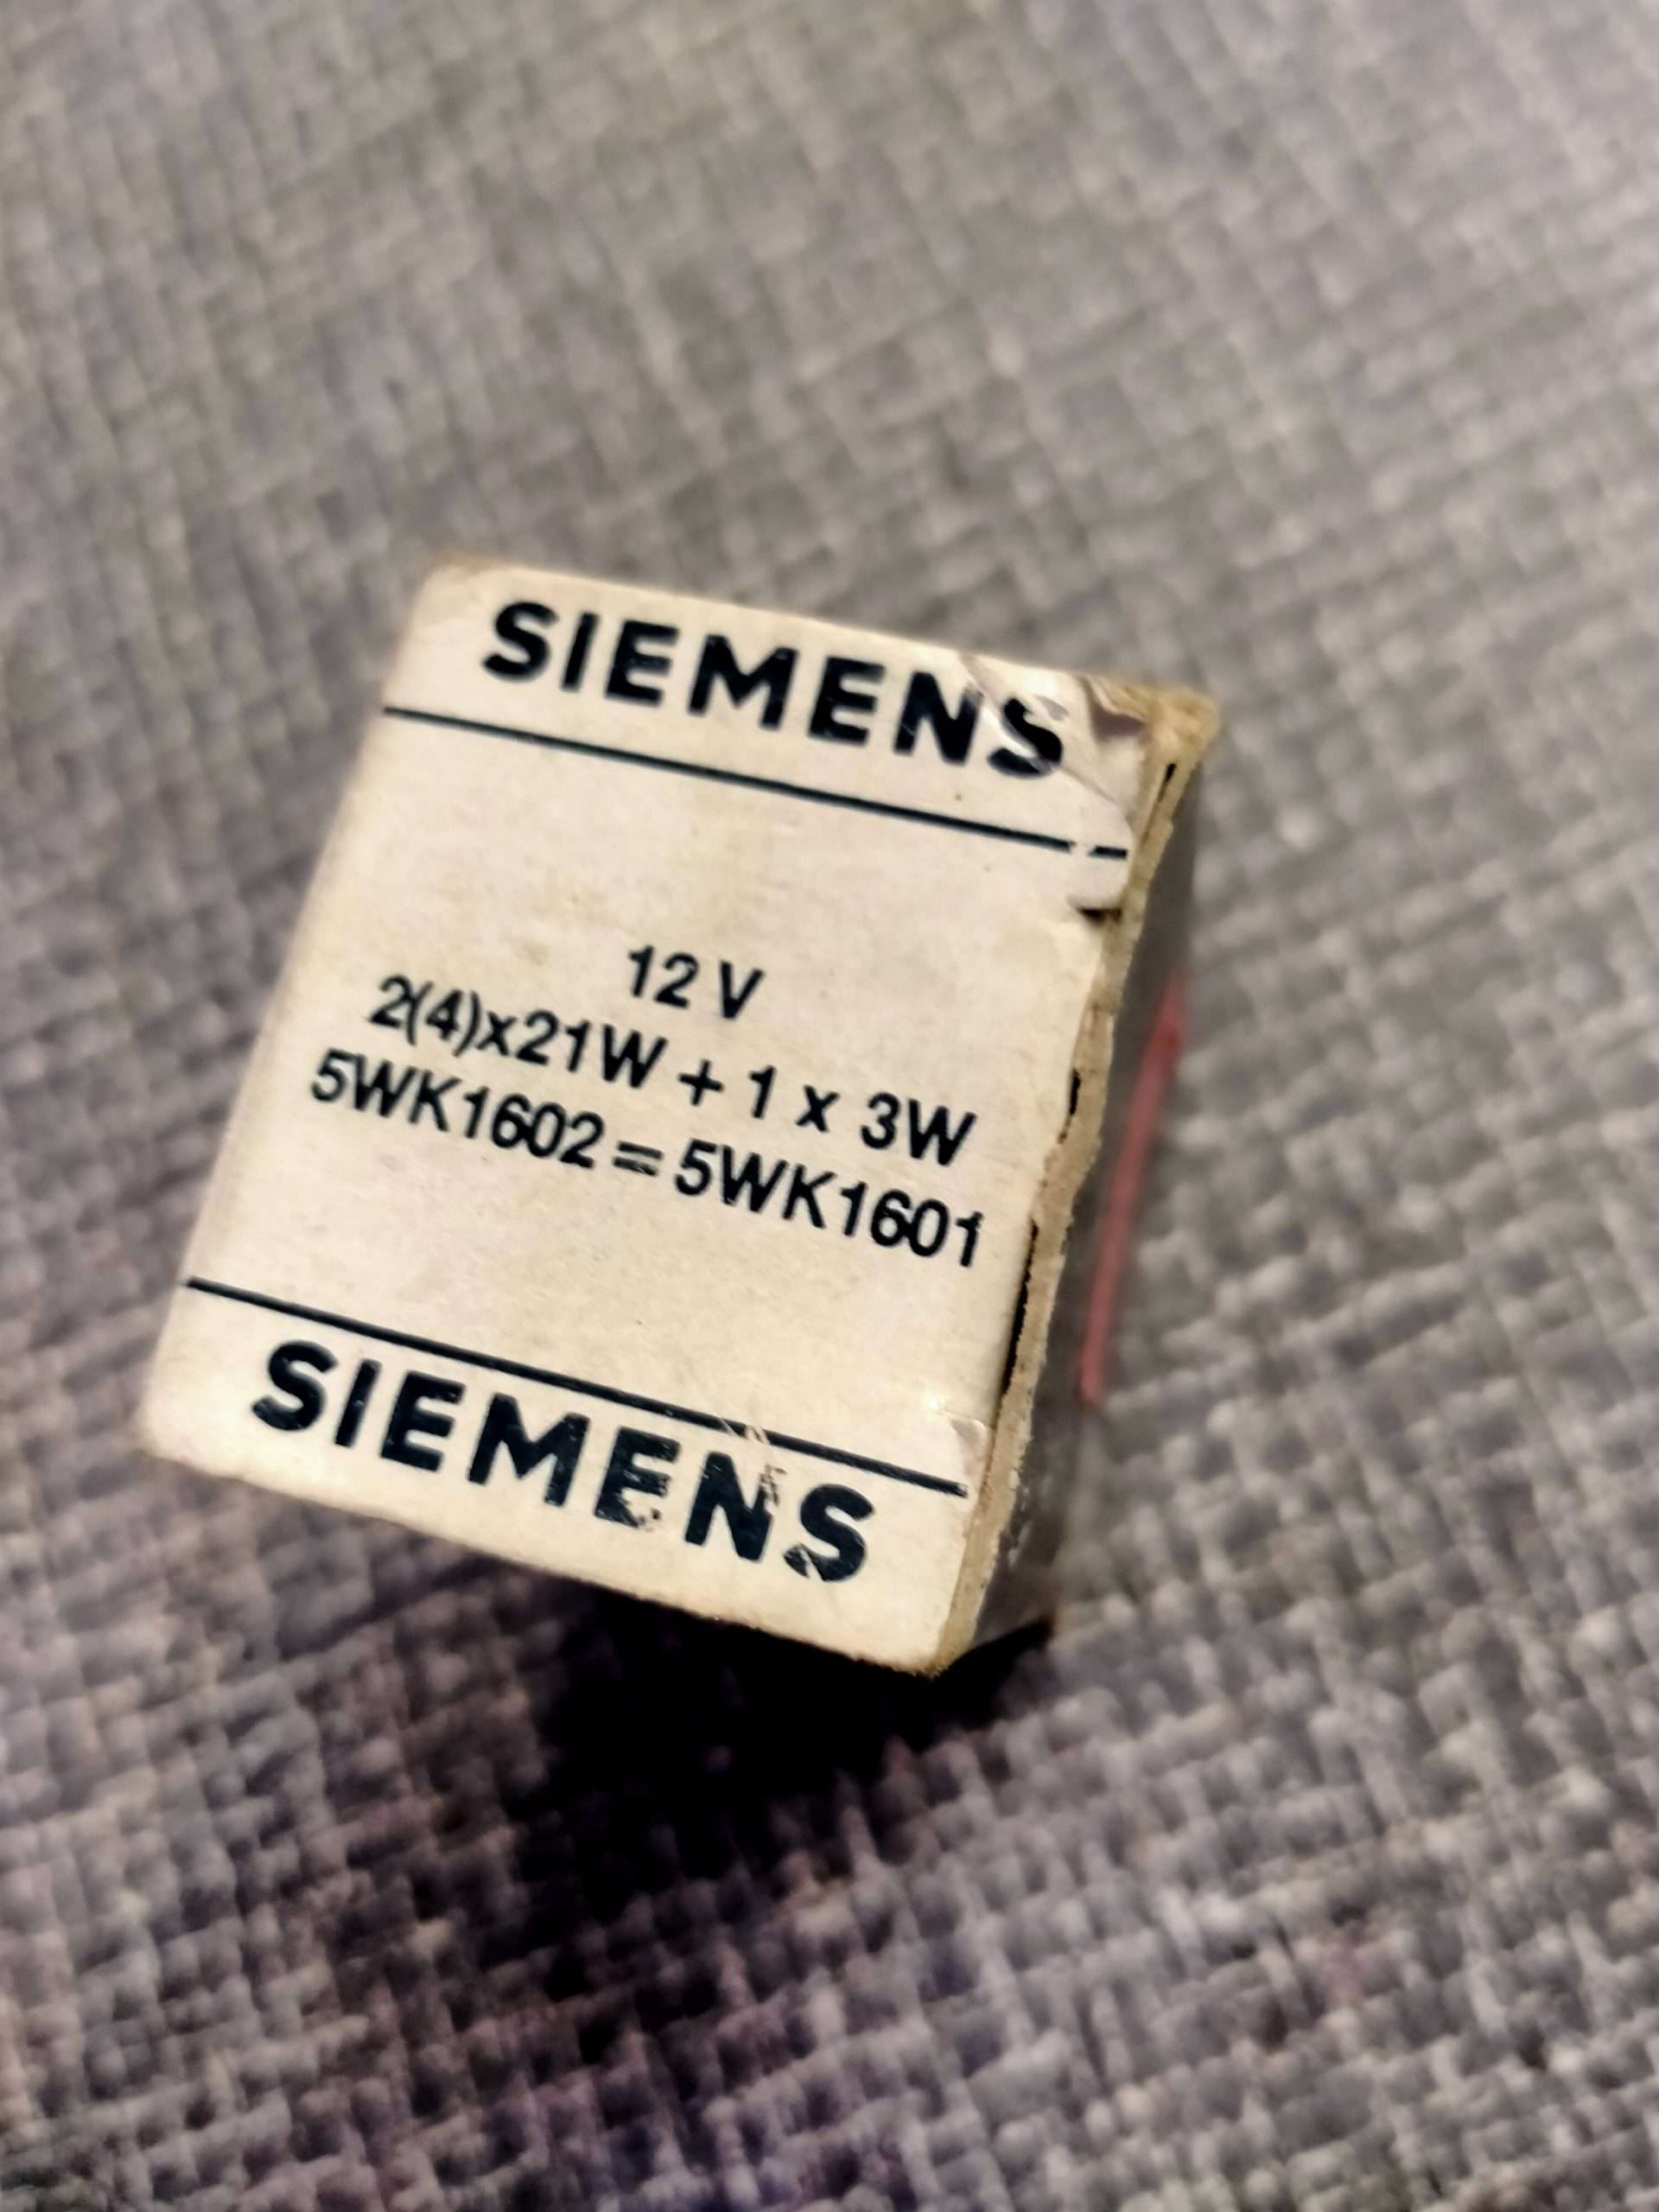 SIEMENS
12 V
2(4)x21W + 1 x 3W
5WK1602 = 5WK1601
SIEMENS